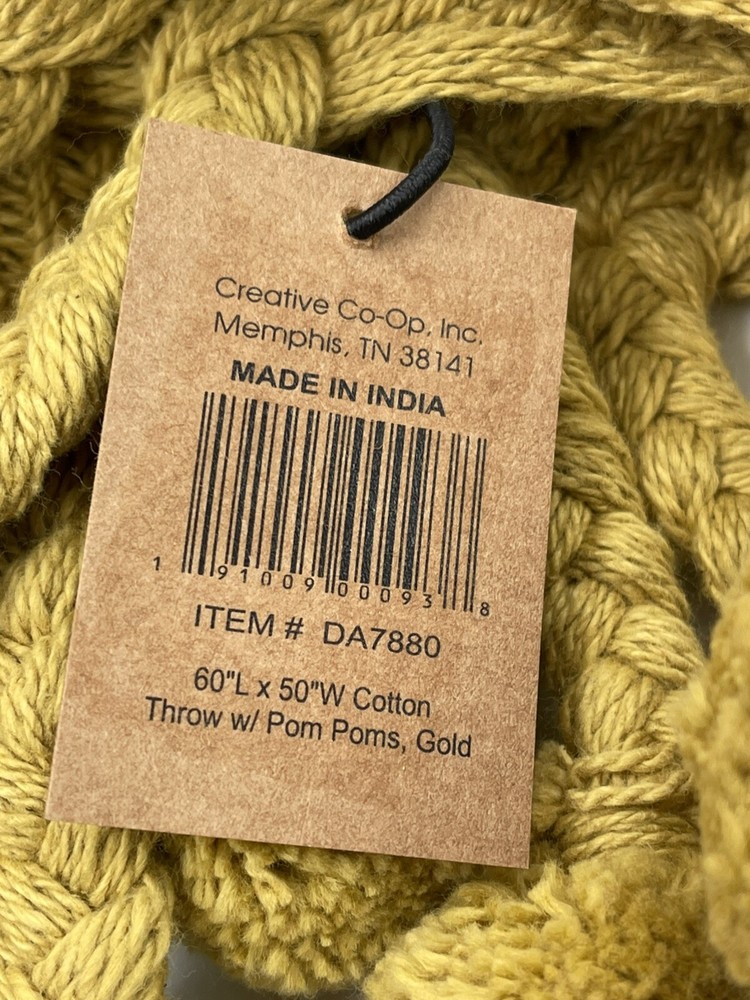 Creative Co-Op, Inc.
Memphis, TN 38141
MADE IN INDIA
1 91009 00093 8
ITEM # DA7880
60"L x 50"W Cotton
Throw w/ Pom Poms, Gold